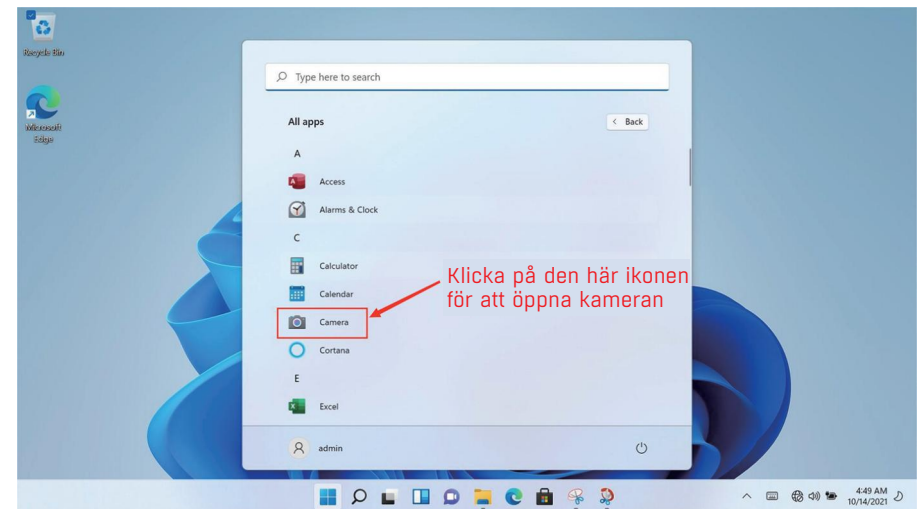 Recycle Bin
Microsoft
Edge
Type here to search
All apps
< Back
A
Access
Alarms & Clock
C
Calculator
Calendar
Camera
Cortana
E
Excel
Klicka på den här ikonen
för att öppna kameran
admin
4:49 AM
10/14/2021